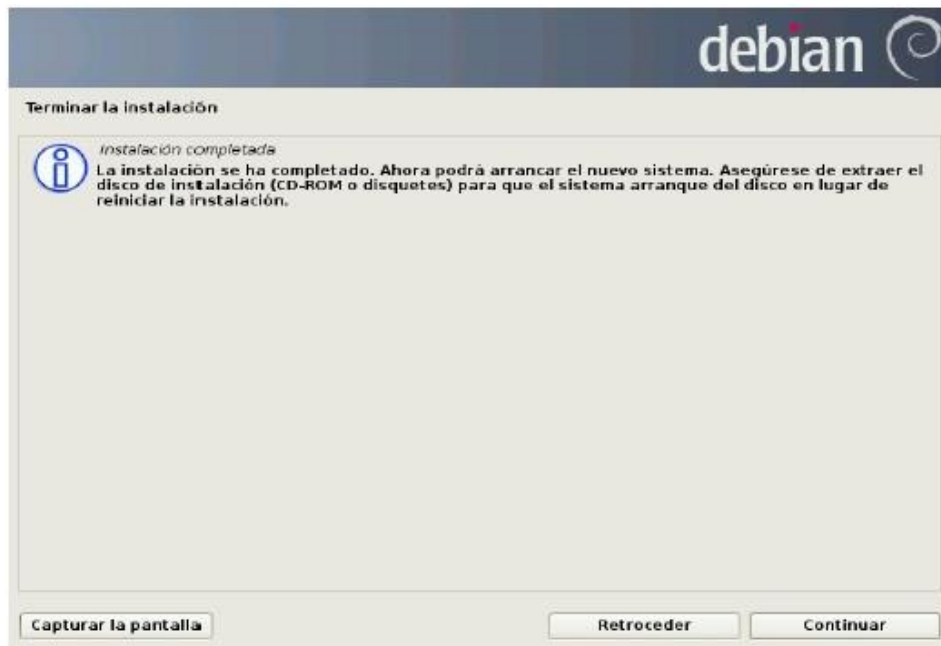 debian
Terminar la instalación
Instalación completada
La instalación se ha completado. Ahora podrá arrancar el nuevo sistema. Asegúrese de extraer el
disco de instalación (CD-ROM o disquetes) para que el sistema arranque del disco en lugar de
reiniciar la instalación.
Capturar la pantalla
Retroceder
Continuar